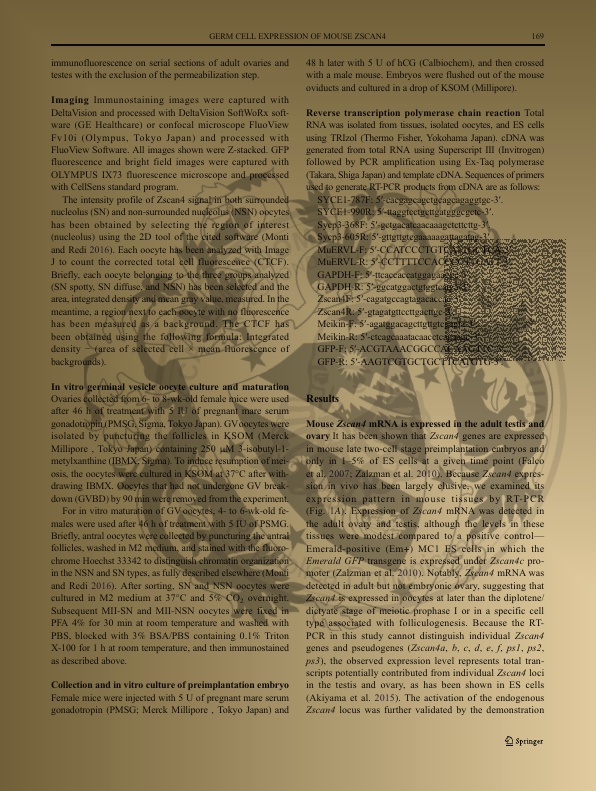 GERM CELL EXPRESSION OF MOUSE ZSCAN4
169
immunofluorescence on serial sections of adult ovaries and
testes with the exclusion of the permeabilization step.
Imaging Immunostaining images were captured with
DeltaVision and processed with DeltaVision SoftWoRx soft-
ware (GE Healthcare) or confocal microscope FluoView
Fv10i (Olympus, Tokyo Japan) and processed with
FluoView Software. All images shown were Z-stacked. GFP
fluorescence and bright field images were captured with
OLYMPUS IX73 fluorescence microscope and processed
with CellSens standard program.
The intensity profile of Zscan4 signal in both surrounded
nucleolus (SN) and non-surrounded nucleolus (NSN) oocytes
has been obtained by selecting the region of interest
(nucleolus) using the 2D tool of the cited software (Monti
and Redi 2016). Each oocyte has been analyzed with Image
J to count the corrected total cell fluorescence (CTCF).
Briefly, each oocyte belonging to the three groups analyzed
(SN spotty, SN diffuse, and NSN) has been selected and the
area, integrated density and mean gray value, measured. In the
meantime, a region next to each oocyte with no fluorescence
has been measured as a background. The CTCF has
been obtained using the following formula: Integrated
density — (area of selected cell × mean fluorescence of
backgrounds).
In vitro germinal vesicle oocyte culture and maturation
Ovaries collected from 6- to 8-wk-old female mice were used
after 46 h of treatment with 5 IU of pregnant mare serum
gonadotropin (PMSG, Sigma, Tokyo Japan). GV oocytes were
isolated by puncturing the follicles in KSOM (Merck
Millipore , Tokyo Japan) containing 250 μM 3-isobutyl-1-
metylxanthine (IBMX; Sigma). To induce resumption of mei-
osis, the oocytes were cultured in KSOM at 37°C after with-
drawing IBMX. Oocytes that had not undergone GV break-
down (GVBD) by 90 min were removed from the experiment.
For in vitro maturation of GV oocytes, 4- to 6-wk-old fe-
males were used after 46 h of treatment with 5 IU of PSMG.
Briefly, antral oocytes were collected by puncturing the antral
follicles, washed in M2 medium, and stained with the fluoro-
chrome Hoechst 33342 to distinguish chromatin organization
in the NSN and SN types, as fully described elsewhere (Monti
and Redi 2016). After sorting, SN and NSN oocytes were
cultured in M2 medium at 37°C and 5% CO₂ overnight.
Subsequent MII-SN and MII-NSN oocytes were fixed in
PFA 4% for 30 min at room temperature and washed with
PBS, blocked with 3% BSA/PBS containing 0.1% Triton
X-100 for 1 h at room temperature, and then immunostained
as described above.
Collection and in vitro culture of preimplantation embryo
Female mice were injected with 5 U of pregnant mare serum
gonadotropin (PMSG; Merck Millipore , Tokyo Japan) and
48 h later with 5 U of hCG (Calbiochem), and then crossed
with a male mouse. Embryos were flushed out of the mouse
oviducts and cultured in a drop of KSOM (Millipore).
Reverse transcription polymerase chain reaction Total
RNA was isolated from tissues, isolated oocytes, and ES cells
using TRIzol (Thermo Fisher, Yokohama Japan). cDNA was
generated from total RNA using Superscript III (Invitrogen)
followed by PCR amplification using Ex-Taq polymerase
(Takara, Shiga Japan) and template cDNA. Sequences of primers
used to generate RT-PCR products from cDNA are as follows:
SYCE1-787F:
SYCE1-990R:
Sycp3-368F:
Sycp3-605R:
MuERVL-F:
MuERVL-R:
GAPDH-F:
GAPDH-R:
Zscan4F:
Zscan4R:
Meikin-F:
Meikin-R:
GFP-F:
GFP-R:
Results
Mouse Zscan4 mRNA is expressed in the adult testis and
ovary It has been shown that Zscan4 genes are expressed
in mouse late two-cell stage preimplantation embryos and
only in 1–5% of ES cells at a given time point (Falco
et al. 2007; Zalzman et al. 2010). Because Zscan4 expres-
sion in vivo has been largely elusive, we examined its
expression pattern in mouse tissues by RT-PCR
(Fig. 1A). Expression of Zscan4 mRNA was detected in
the adult ovary and testis, although the levels in these
tissues were modest compared to a positive control—
Emerald-positive (Em+) MC1 ES cells in which the
Emerald GFP transgene is expressed under Zscan4c pro-
moter (Zalzman et al. 2010). Notably, Zscan4 mRNA was
detected in adult but not embryonic ovary, suggesting that
Zscan4 is expressed in oocytes at later than the diplotene/
dictyate stage of meiotic prophase I or in a specific cell
type associated with folliculogenesis. Because the RT-
PCR in this study cannot distinguish individual Zscan4
genes and pseudogenes (Zscan4a, b, c, d, e, f, ps1, ps2,
ps3), the observed expression level represents total tran-
scripts potentially contributed from individual Zscan4 loci
in the testis and ovary, as has been shown in ES cells
(Akiyama et al. 2015). The activation of the endogenous
Zscan4 locus was further validated by the demonstration
Springer